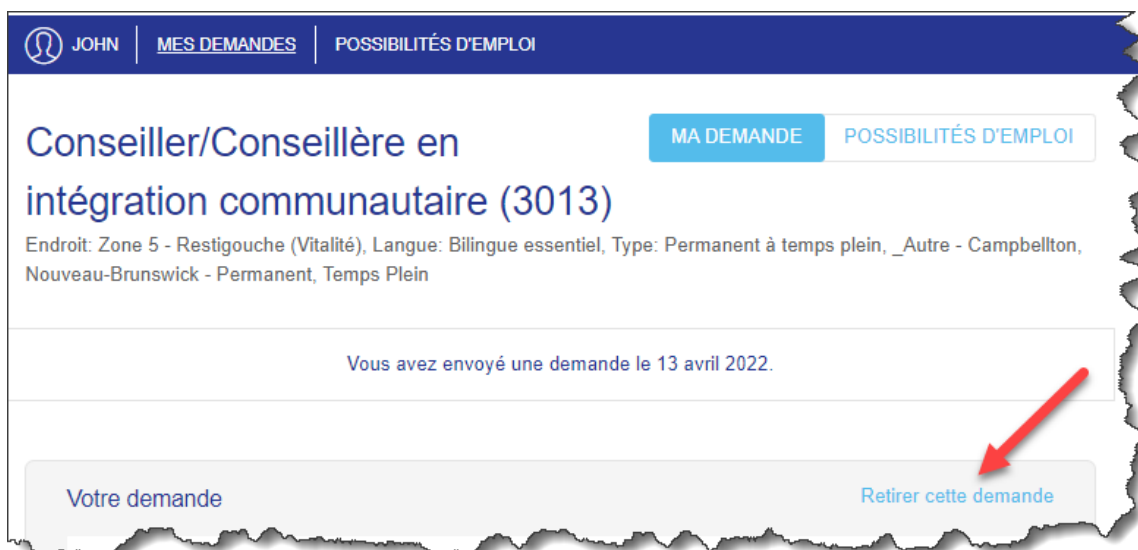 JOHN MES DEMANDES POSSIBILITÉS D'EMPLOI
Conseiller/Conseillère en
intégration communautaire (3013)
MA DEMANDE POSSIBILITÉS D'EMPLOI
Endroit: Zone 5 - Restigouche (Vitalité), Langue: Bilingue essentiel, Type: Permanent à temps plein, _Autre - Campbellton,
Nouveau-Brunswick - Permanent, Temps Plein
Vous avez envoyé une demande le 13 avril 2022.
Votre demande Retirer cette demande